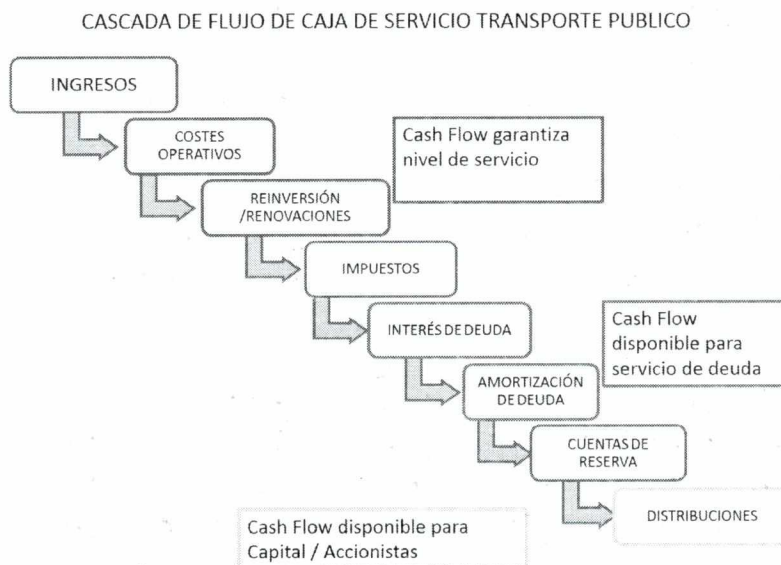 CASCADA DE FLUJO DE CAJA DE SERVICIO TRANSPORTE PUBLICO
INGRESOS
COSTES
OPERATIVOS
Cash Flow garantiza
nivel de servicio
REINVERSIÓN
/RENOVACIONES
IMPUESTOS
INTERÉS DE DEUDA
Cash Flow
disponible para
servicio de deuda
AMORTIZACIÓN
DE DEUDA
CUENTAS DE
RESERVA
DISTRIBUCIONES
Cash Flow disponible para
Capital / Accionistas